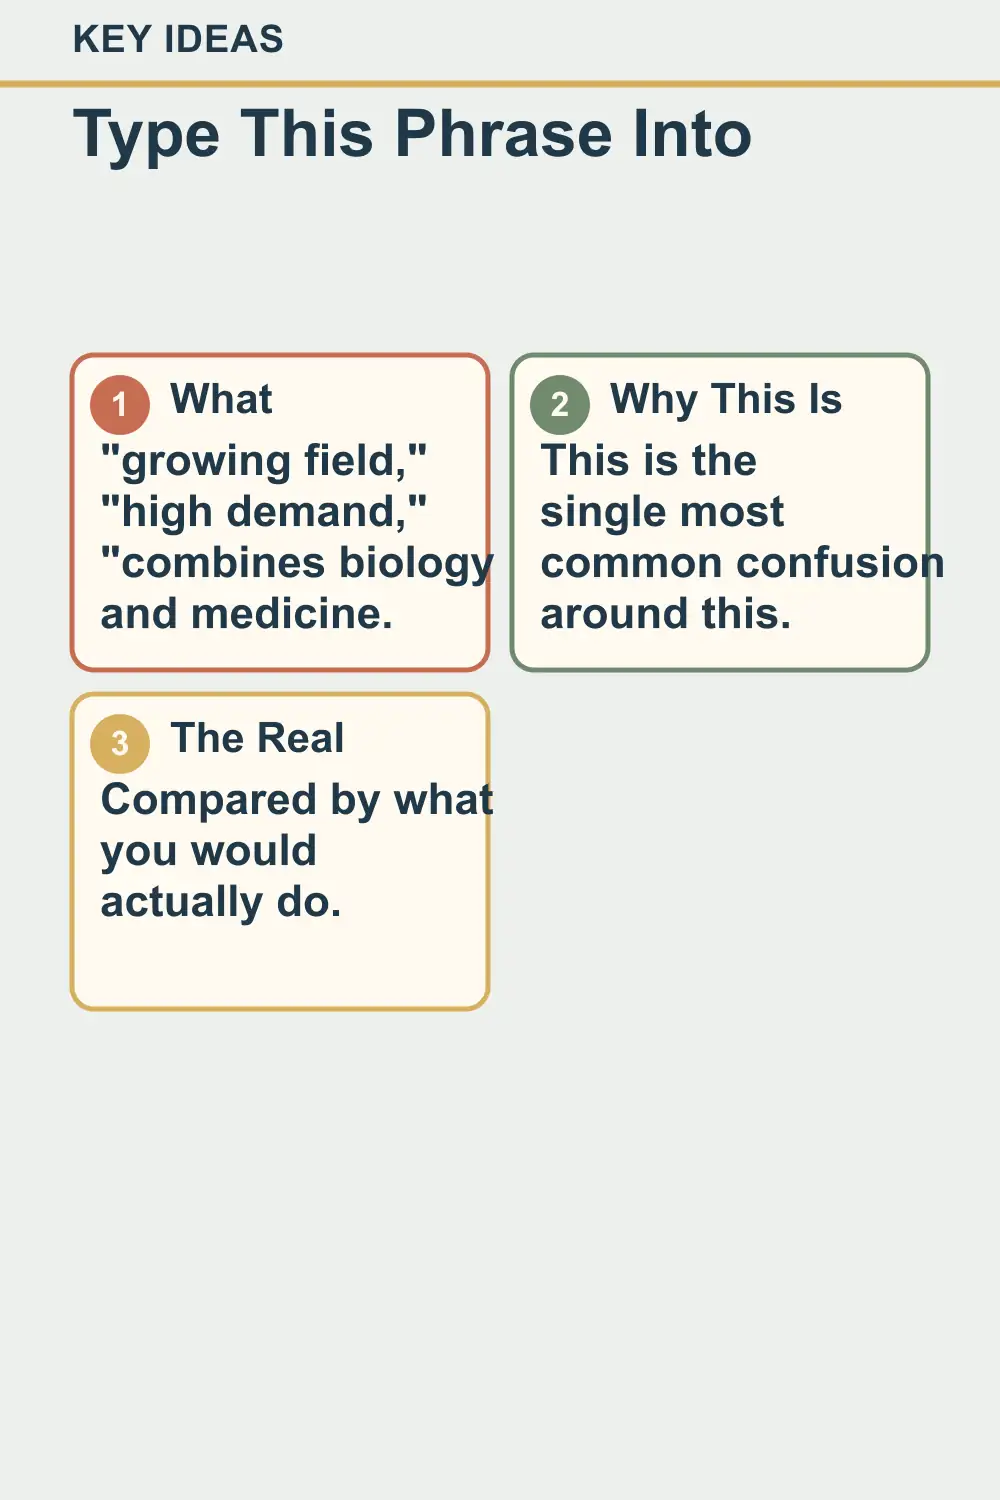 KEY IDEAS
Type This Phrase Into
1 What
"growing field,"
"high demand,"
"combines biology
and medicine.
2 Why This Is
This is the
single most
common confusion
around this.
3 The Real
Compared by what
you would
actually do.